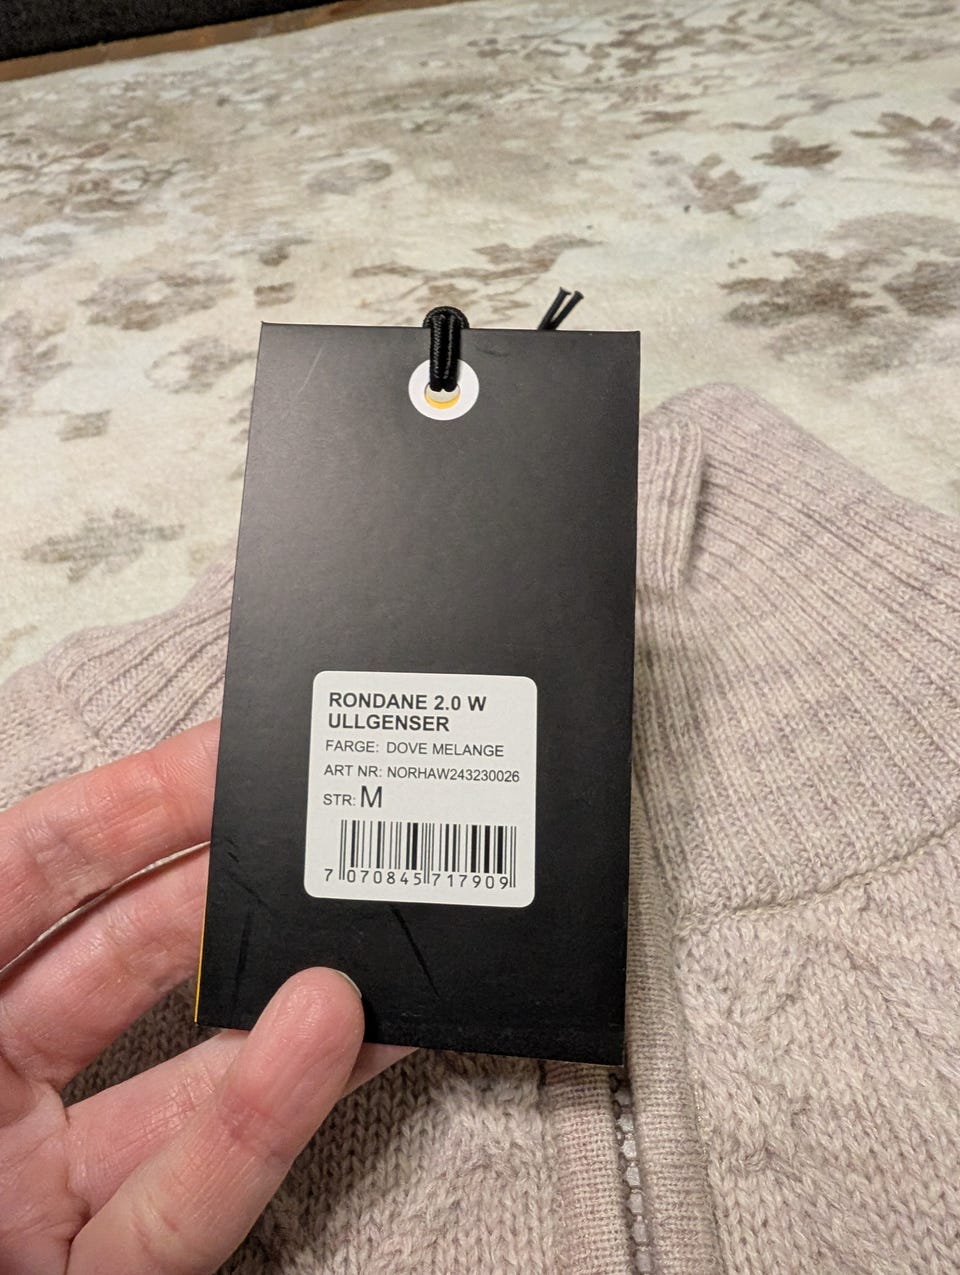 RONDANE 2.0 W
ULLGENSER
FARGE: DOVE MELANGE
ART NR: NORHAW243230026
STR: M
7 070845 717909